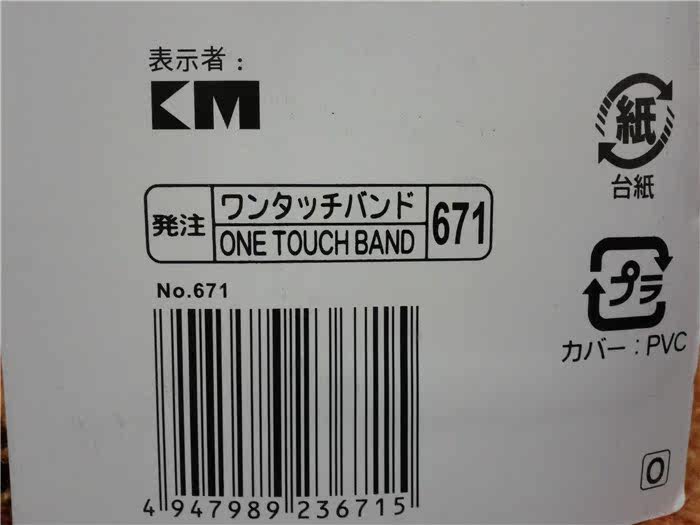 表示者：
KM
発注
ワンタッチバンド
ONE TOUCH BAND
671
No.671
4 947989 236715
紙
台紙
プラ
カバー：PVC
O